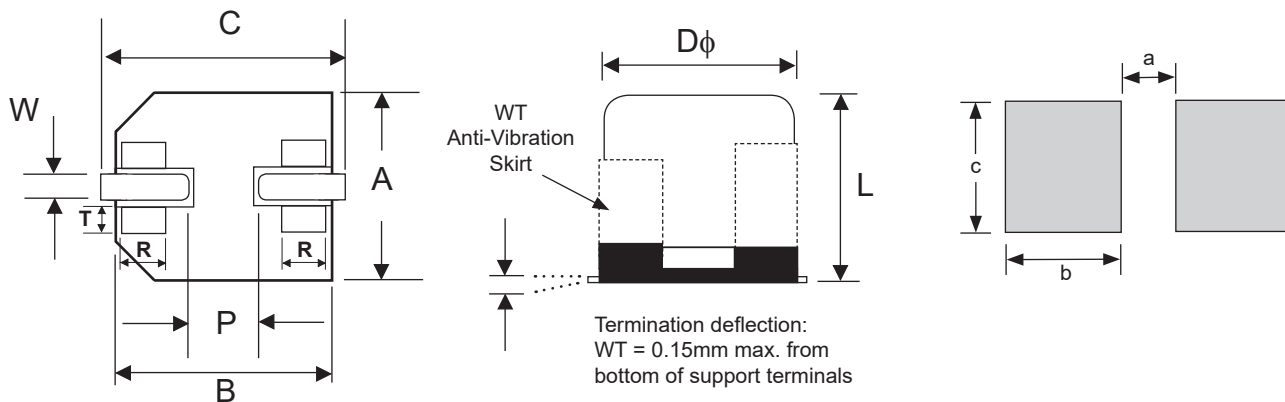 C
W
A
T
R
R
P
B
Dϕ
WT
Anti-Vibration
Skirt
L
Termination deflection:
WT = 0.15mm max. from
bottom of support terminals
a
c
b